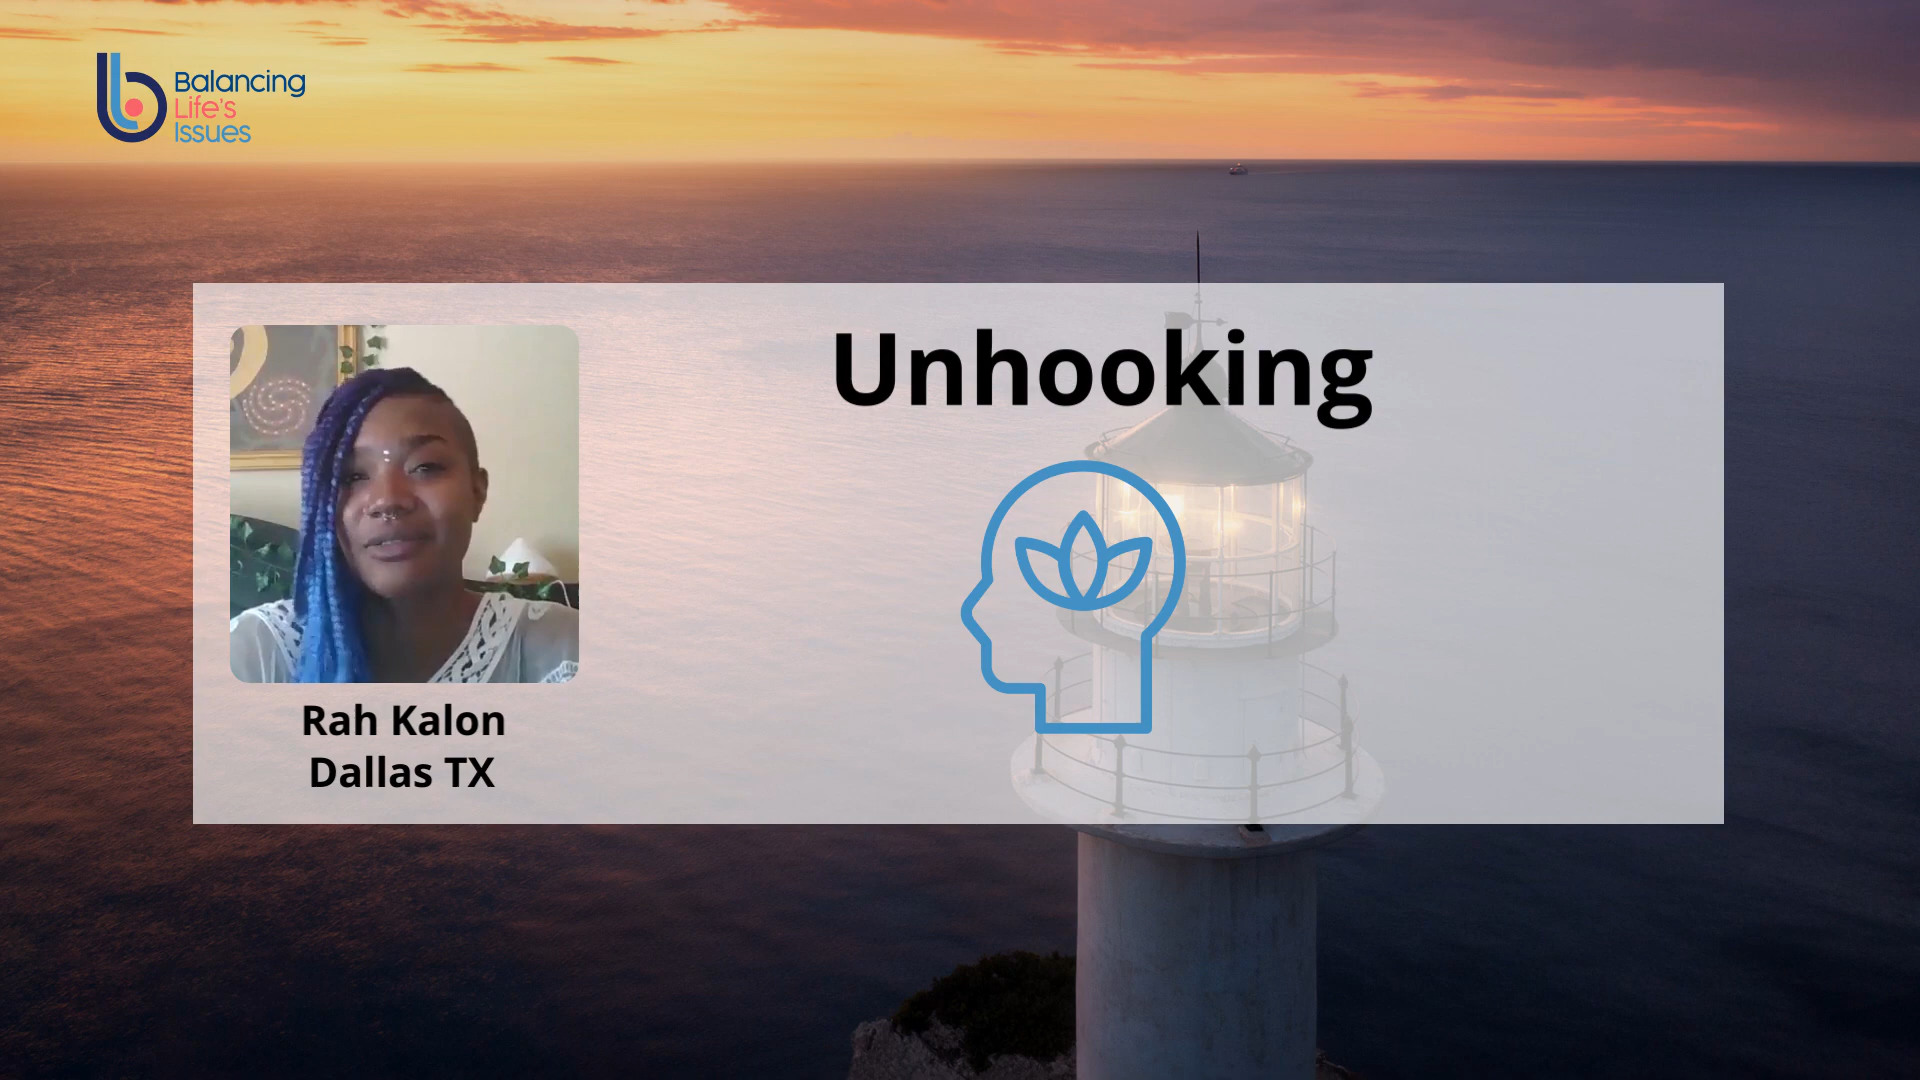 Balancing
Life's
Issues
Unhooking
Rah Kalon
Dallas TX